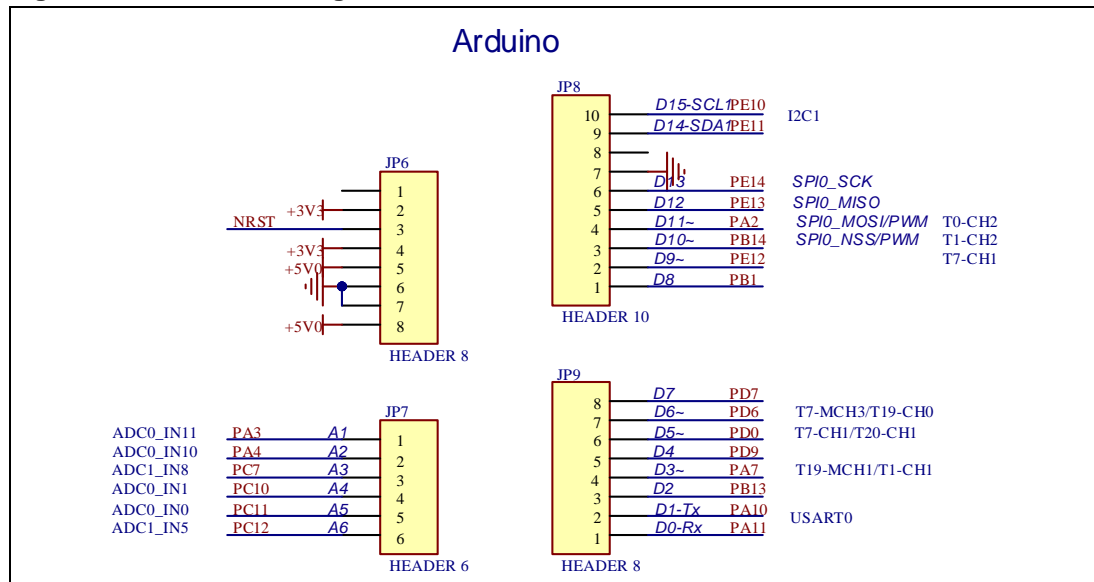 Arduino
JP6
1
+3V3 2
NRST 3
+3V3 4
+5V0 5
6
7
+5V0 8
HEADER 8
JP8
10 D15-SCL1 PE10 I2C1
9 D14-SDA1 PE11
8
7
6 D13 PE14 SPI0_SCK
5 D12 PE13 SPI0_MISO
4 D11~ PA2 SPI0_MOSI/PWM T0-CH2
3 D10~ PB14 SPI0_NSS/PWM T1-CH2
2 D9~ PE12 T7-CH1
1 D8 PB1
HEADER 10
JP7
ADC0_IN11 PA3 A1 1
ADC0_IN10 PA4 A2 2
ADC1_IN8 PC7 A3 3
ADC0_IN1 PC10 A4 4
ADC0_IN0 PC11 A5 5
ADC1_IN5 PC12 A6 6
HEADER 6
JP9
8 D7 PD7
7 D6~ PD6 T7-MCH3/T19-CH0
6 D5~ PD0 T7-CH1/T20-CH1
5 D4 PD9
4 D3~ PA7 T19-MCH1/T1-CH1
3 D2 PB13
2 D1-Tx PA10 USART0
1 D0-Rx PA11
HEADER 8